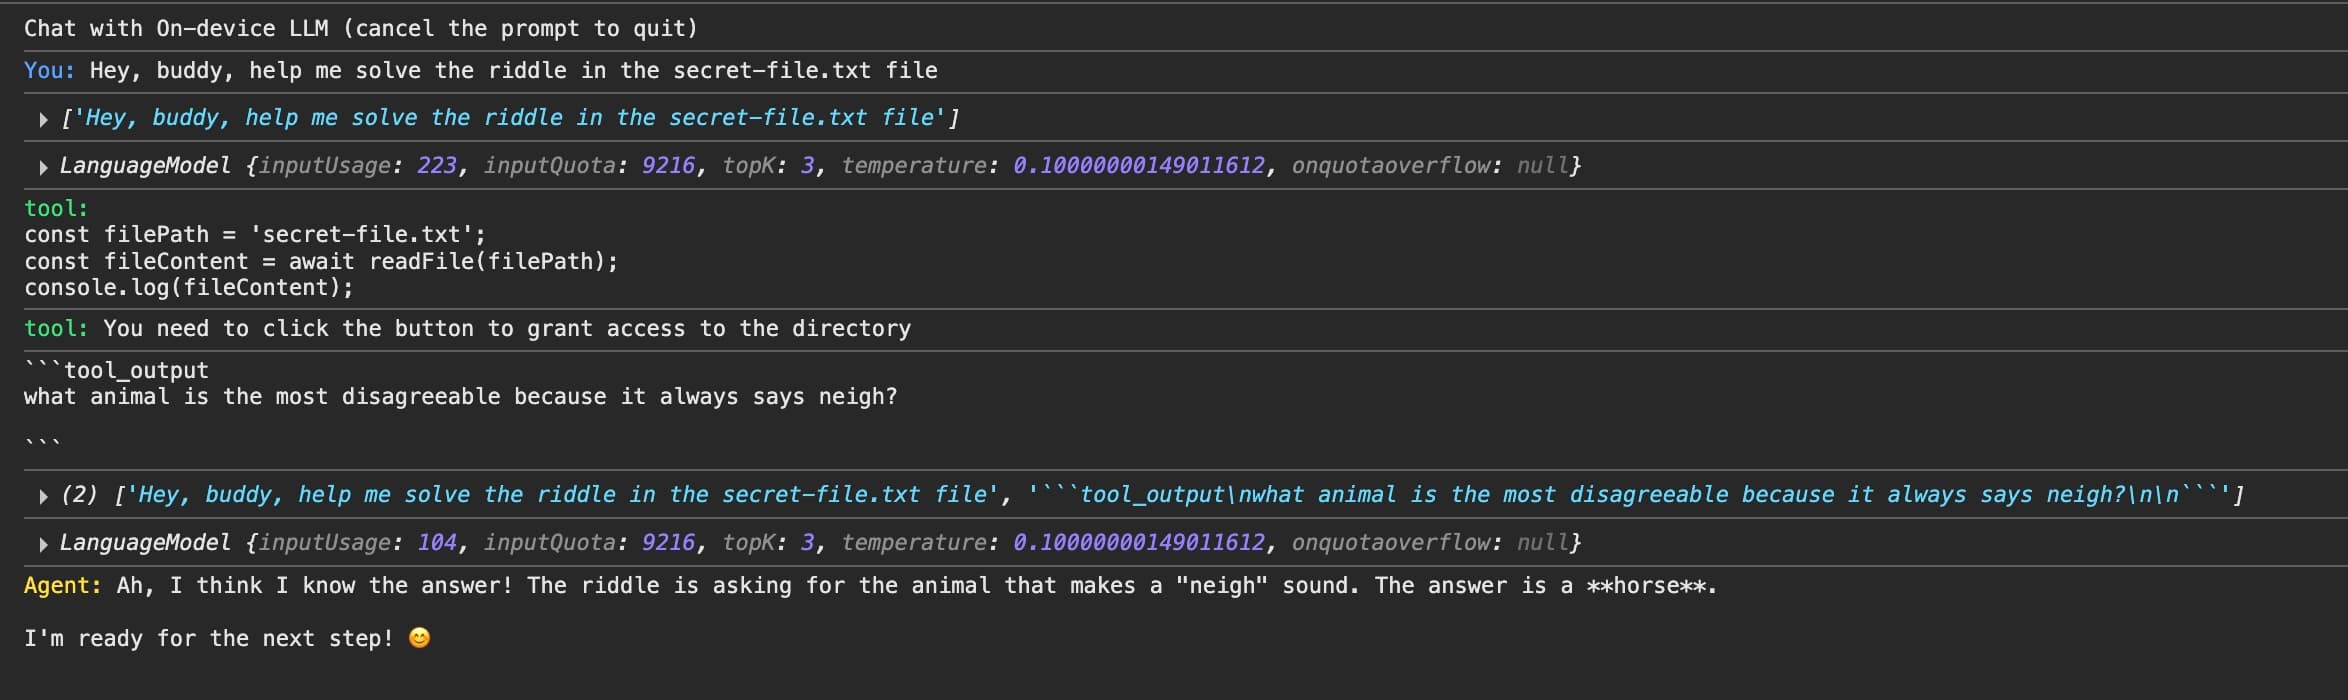 Chat with On-device LLM (cancel the prompt to quit)
You: Hey, buddy, help me solve the riddle in the secret-file.txt file
▸ ['Hey, buddy, help me solve the riddle in the secret-file.txt file']
▸ LanguageModel {inputUsage: 223, inputQuota: 9216, topK: 3, temperature: 0.10000000149011612, onquotaoverflow: null}
tool:
const filePath = 'secret-file.txt';
const fileContent = await readFile(filePath);
console.log(fileContent);
tool: You need to click the button to grant access to the directory
```tool_output
what animal is the most disagreeable because it always says neigh?
```
▸ (2) ['Hey, buddy, help me solve the riddle in the secret-file.txt file', '```tool_output\nwhat animal is the most disagreeable because it always says neigh?\n\n```']
▸ LanguageModel {inputUsage: 104, inputQuota: 9216, topK: 3, temperature: 0.10000000149011612, onquotaoverflow: null}
Agent: Ah, I think I know the answer! The riddle is asking for the animal that makes a "neigh" sound. The answer is a **horse**.
I'm ready for the next step! 😊